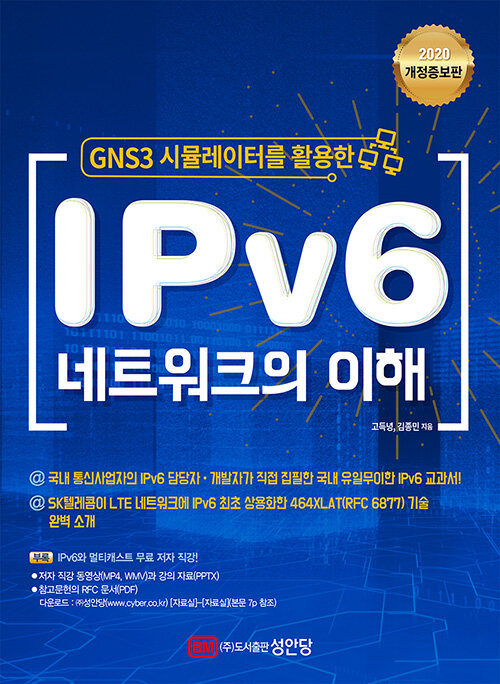 2020
개정증보판
GNS3 시뮬레이터를 활용한
IPv6
네트워크의 이해
고득녕, 김종민 지음
@ 국내 통신사업자의 IPv6 담당자·개발자가 직접 집필한 국내 유일무이한 IPv6 교과서!
@ SK텔레콤이 LTE 네트워크에 IPv6 최초 상용화한 464XLAT(RFC 6877) 기술
완벽 소개
부록 IPv6와 멀티캐스트 무료 저자 직강!
●저자 직강 동영상(MP4, WMV)과 강의 자료(PPTX)
●참고문헌의 RFC 문서(PDF)
다운로드 : ㈜성안당(www.cyber.co.kr) [자료실]-[자료실](본문 7p 참조)
BM (주)도서출판 성안당